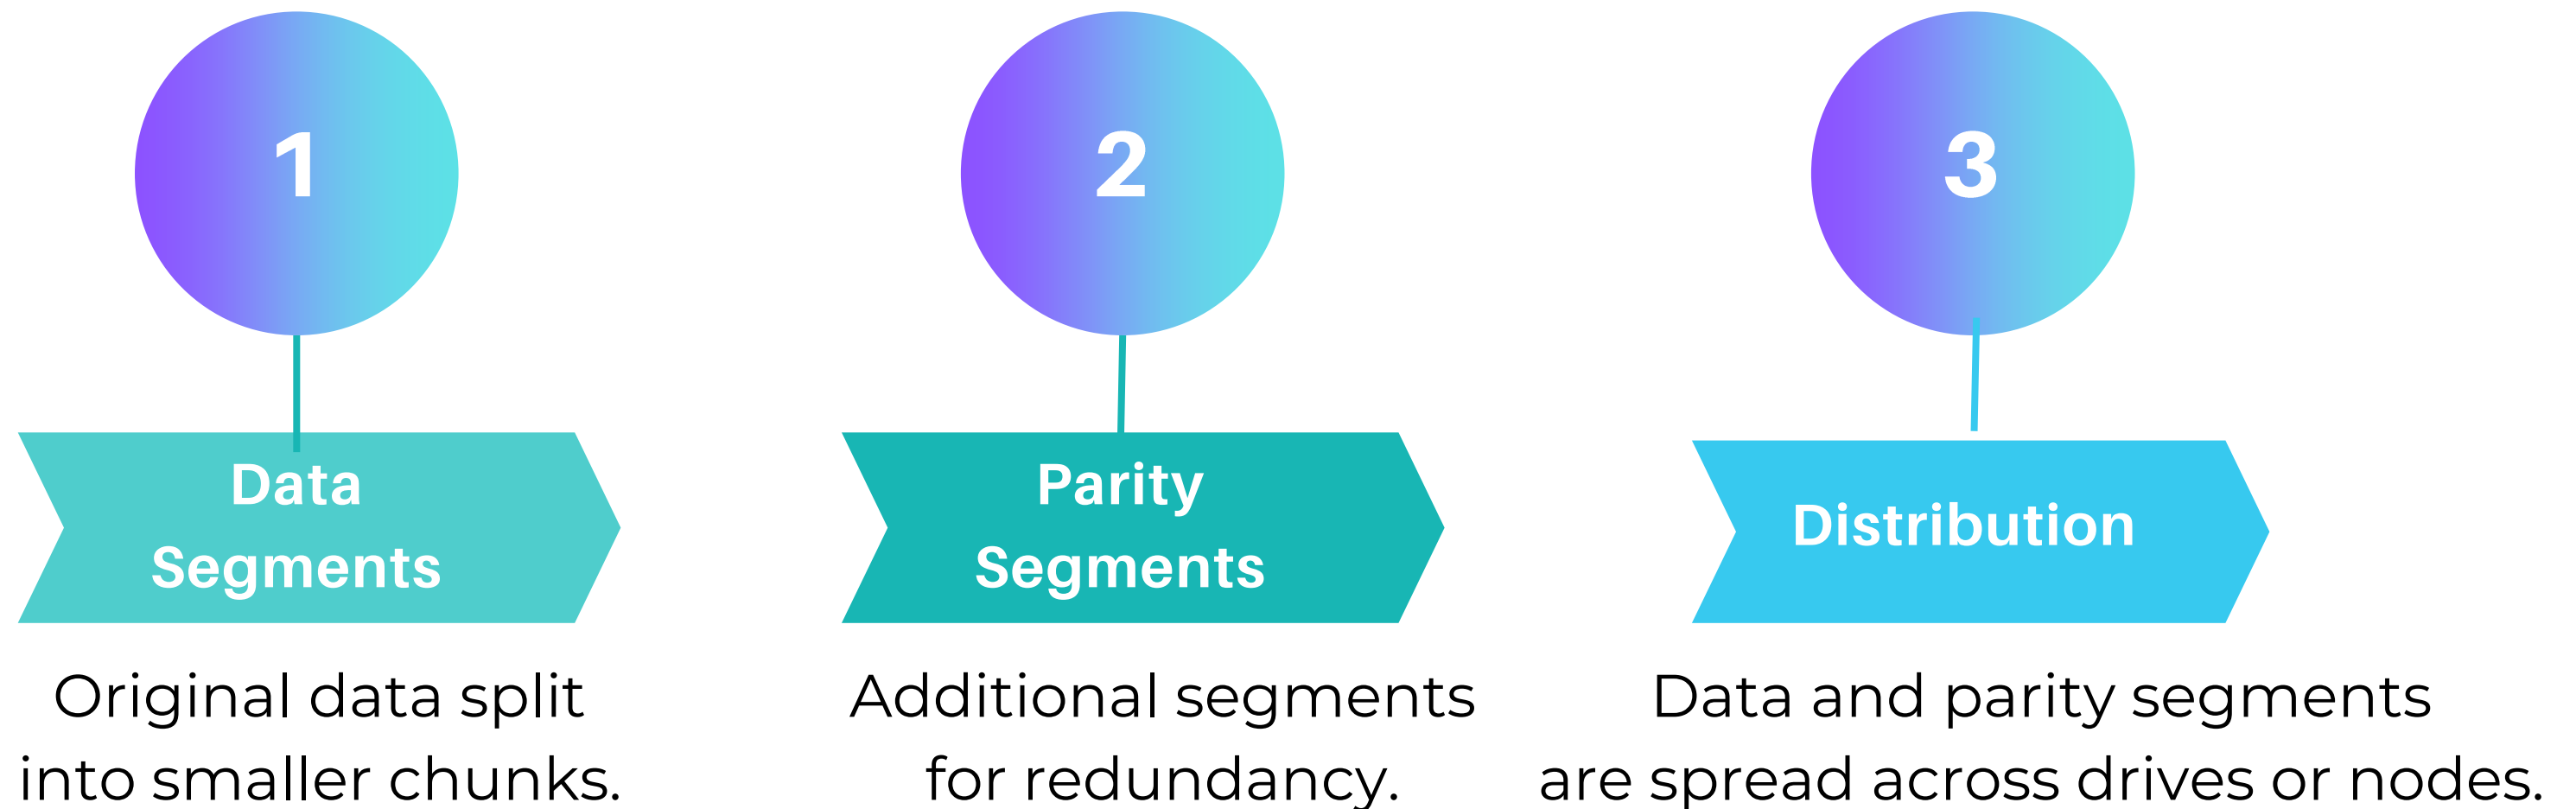 1
Data
Segments
Original data split
into smaller chunks.
2
Parity
Segments
Additional segments
for redundancy.
3
Distribution
Data and parity segments
are spread across drives or nodes.